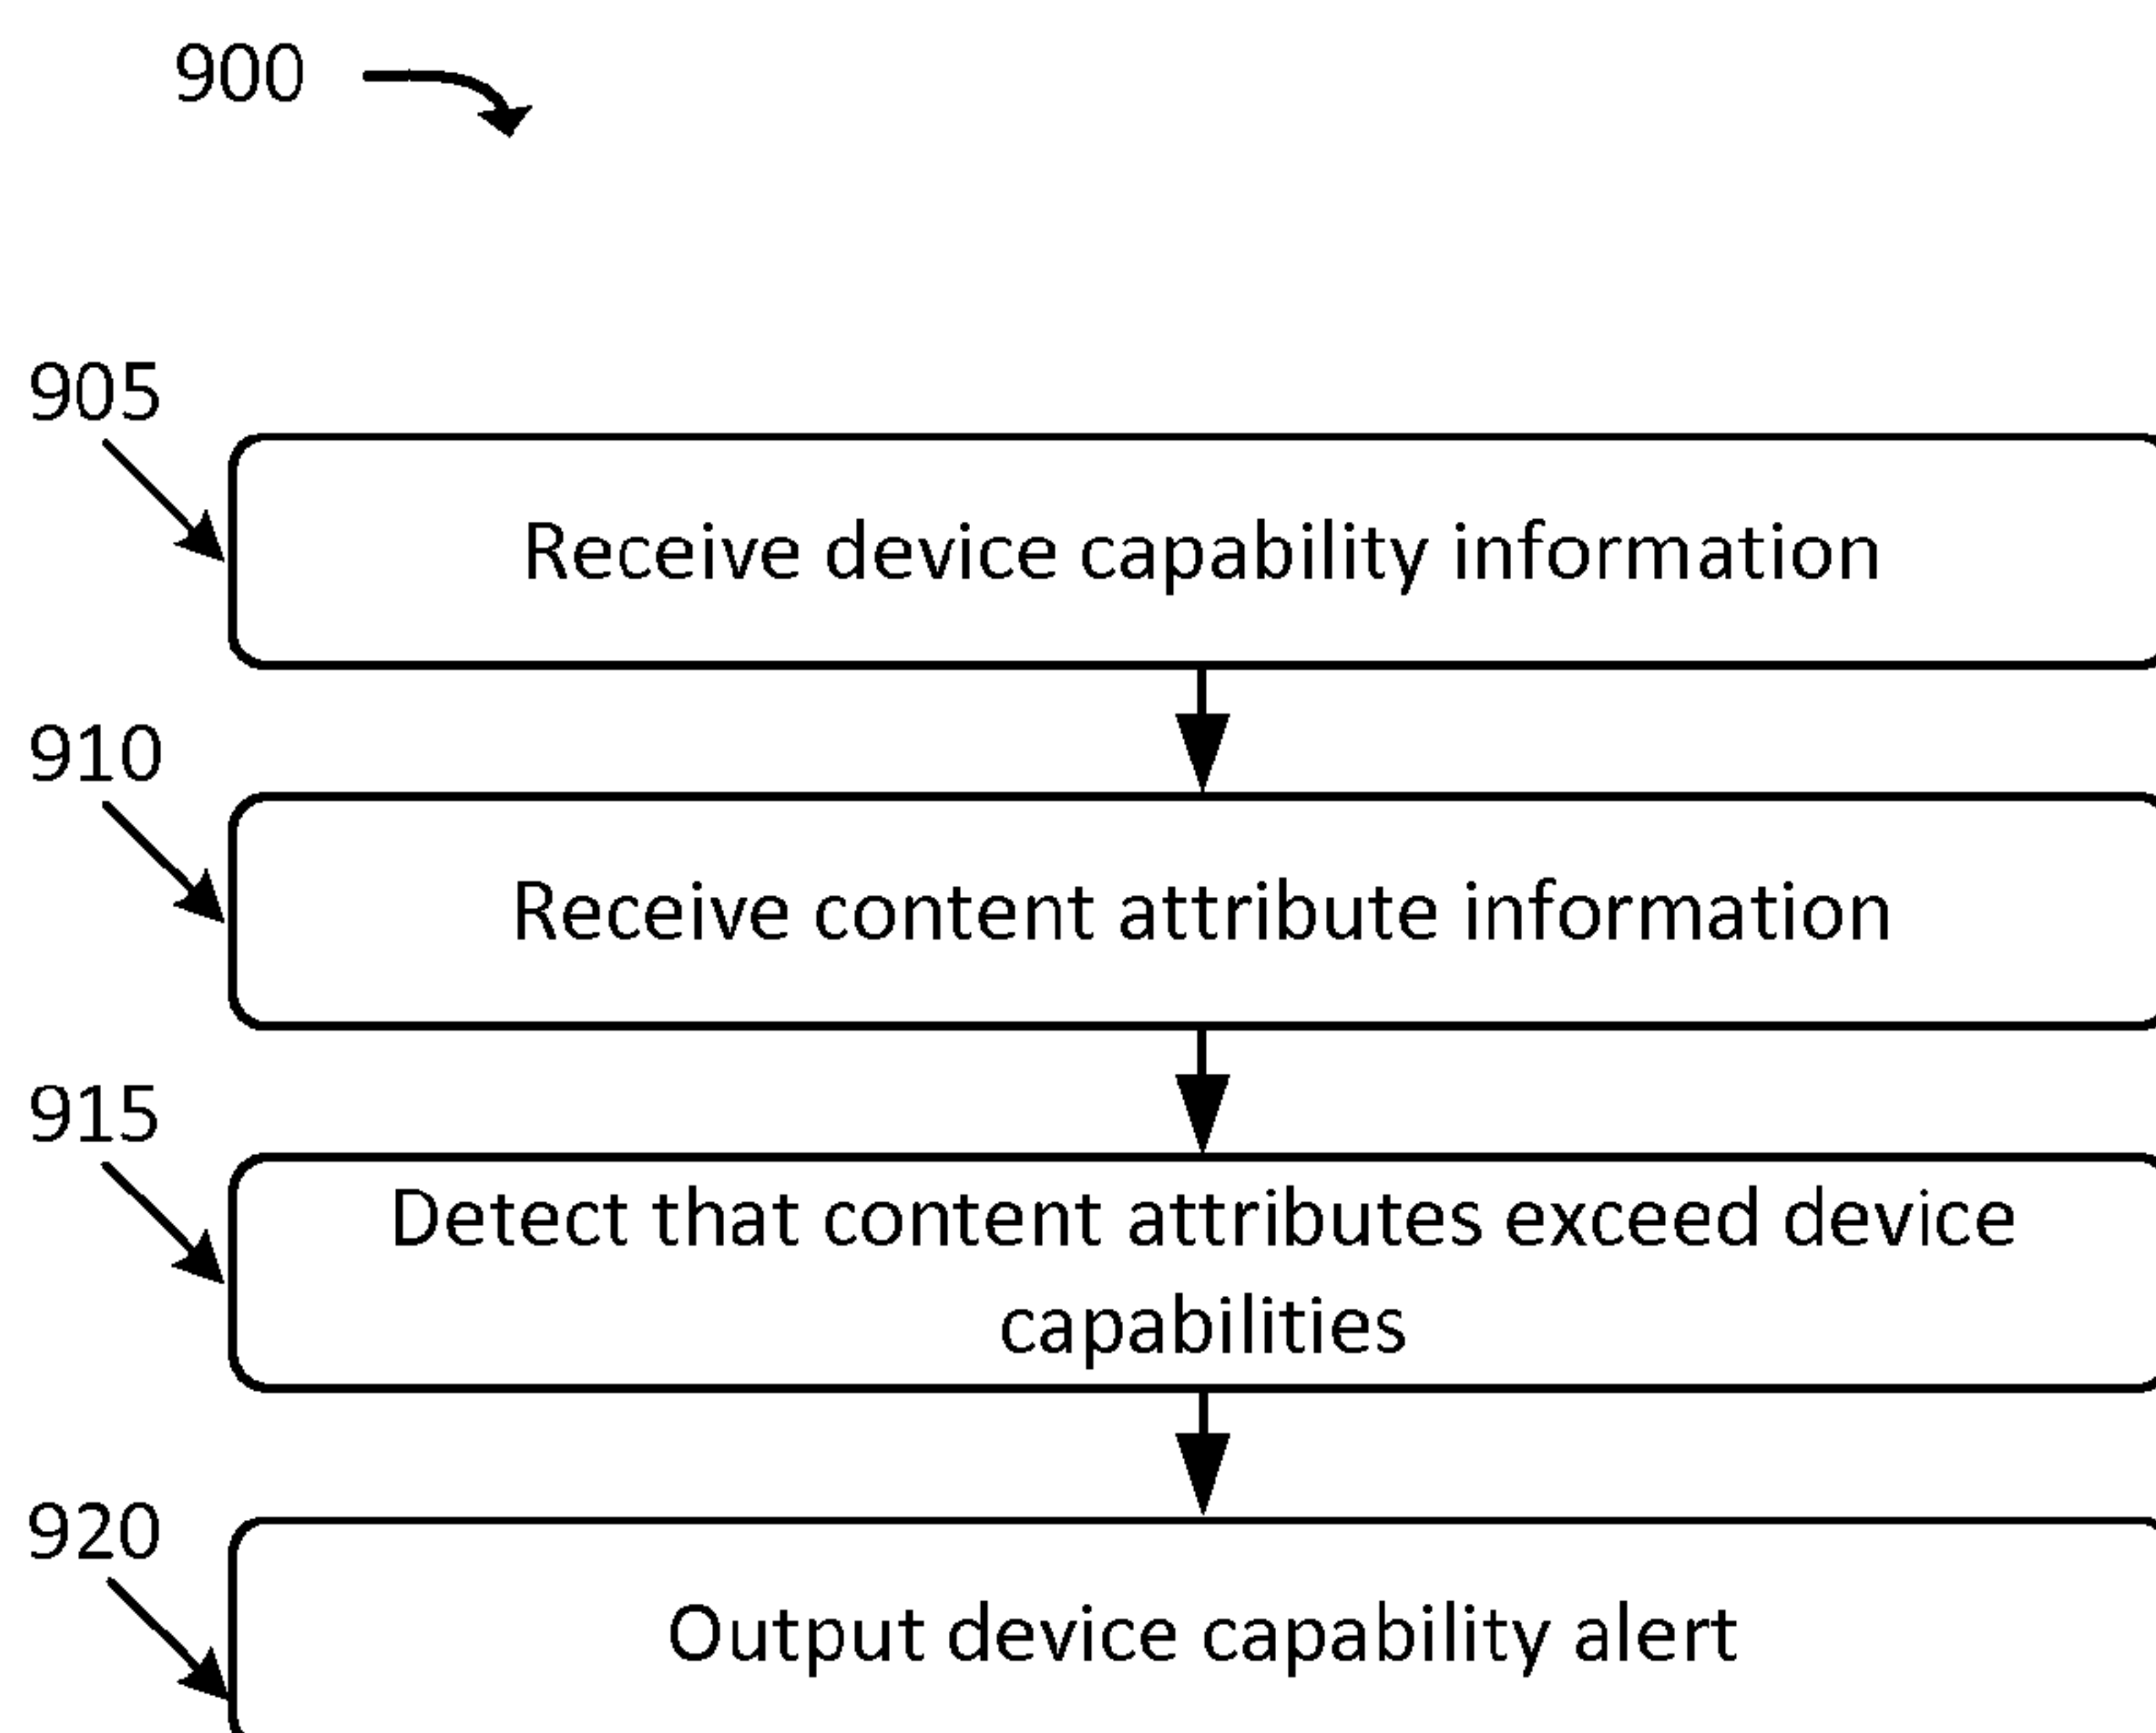 900
905
Receive device capability information
910
Receive content attribute information
915
Detect that content attributes exceed device
capabilities
920
Output device capability alert